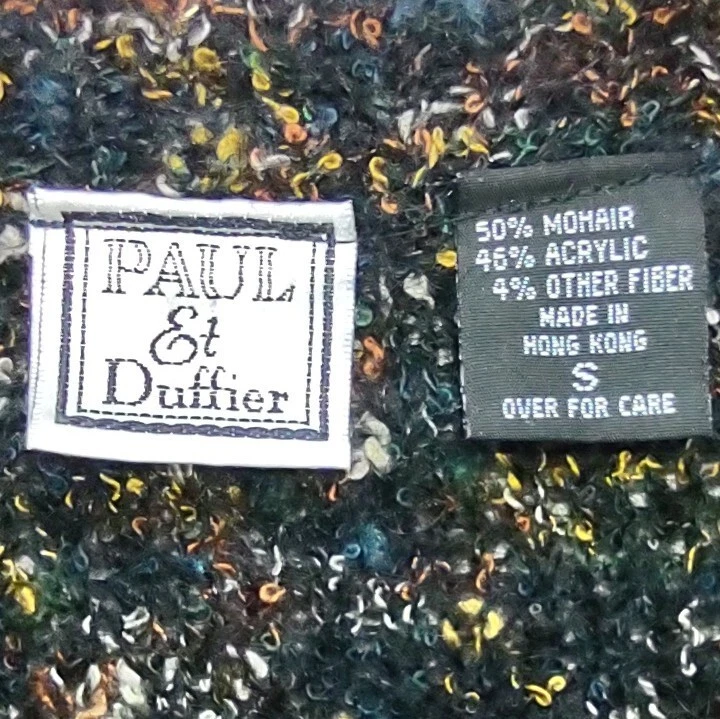 PAUL
Et
Duffier
50% MOHAIR
46% ACRYLIC
4% OTHER FIBER
MADE IN
HONG KONG
S
OVER FOR CARE